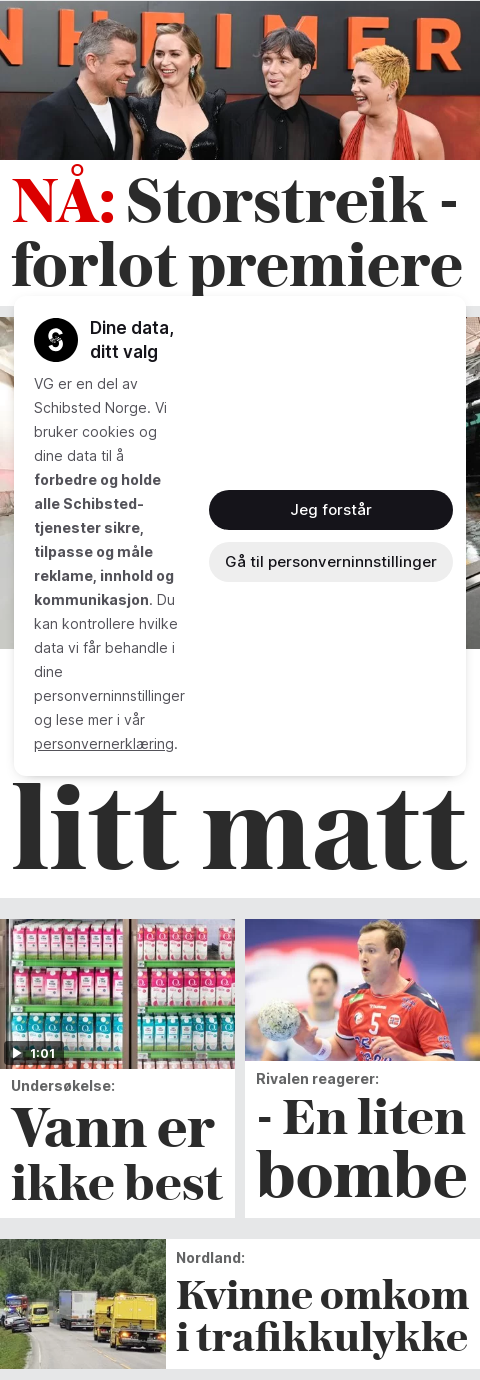 NHEIMER
NÅ: Storstreik -
forlot premiere
Dine data,
ditt valg
VG er en del av
Schibsted Norge. Vi
bruker cookies og
dine data til å
forbedre og holde
alle Schibsted-
tjenester sikre,
tilpasse og måle
reklame, innhold og
kommunikasjon. Du
kan kontrollere hvilke
data vi får behandle i
dine
personverninnstillinger
og lese mer i vår
personvernerklæring.
Jeg forstår
Gå til personverninnstillinger
litt matt
1:01
Undersøkelse:
Vann er
ikke best
5
Rivalen reagerer:
- En liten
bombe
Nordland:
Kvinne omkom
i trafikkulykke